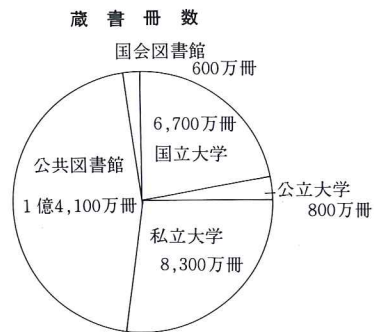 蔵書冊数
国会図書館
600万冊
6,700万冊
国立大学
公立大学
800万冊
私立大学
8,300万冊
公共図書館
1億4,100万冊